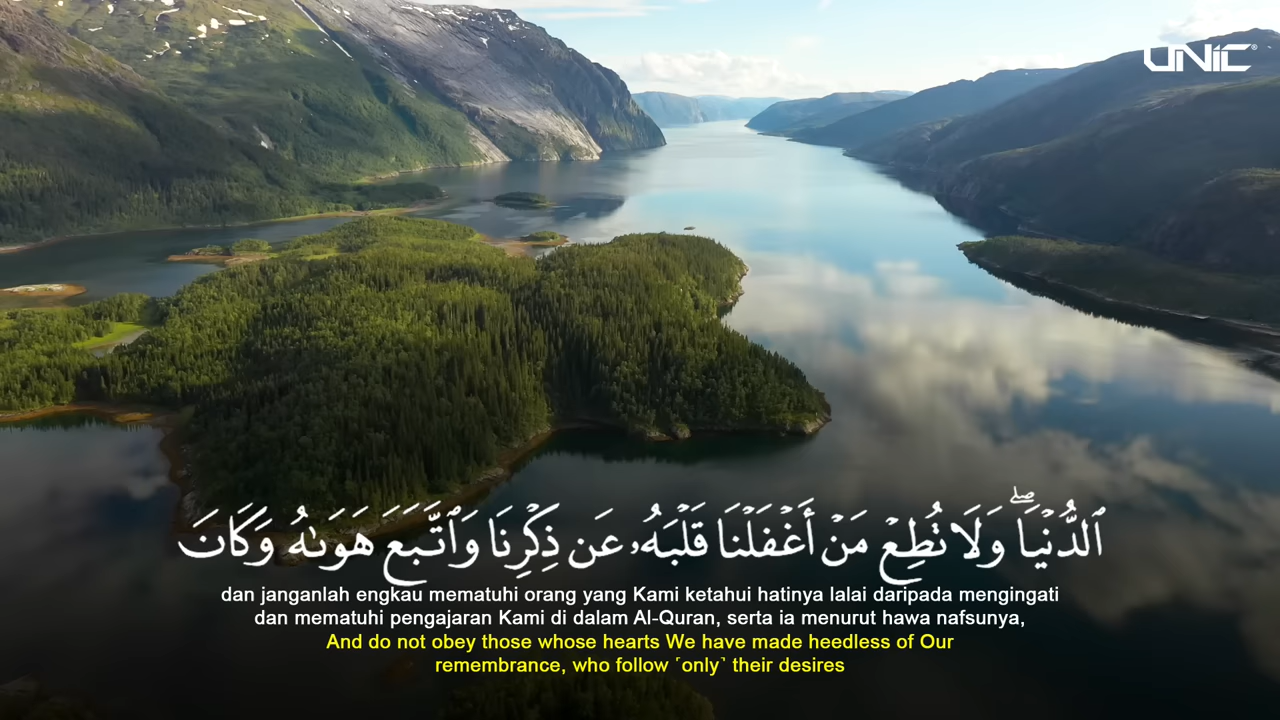 UNIC
ٱلدُّنْيَا ۖ وَلَا تُطِعْ مَنْ أَغْفَلْنَا قَلْبَهُۥ عَن ذِكْرِنَا وَٱتَّبَعَ هَوَىٰهُ وَكَانَ
dan janganlah engkau mematuhi orang yang Kami ketahui hatinya lalai daripada mengingati
dan mematuhi pengajaran Kami di dalam Al-Quran, serta ia menurut hawa nafsunya,
And do not obey those whose hearts We have made heedless of Our
remembrance, who follow ˹only˺ their desires